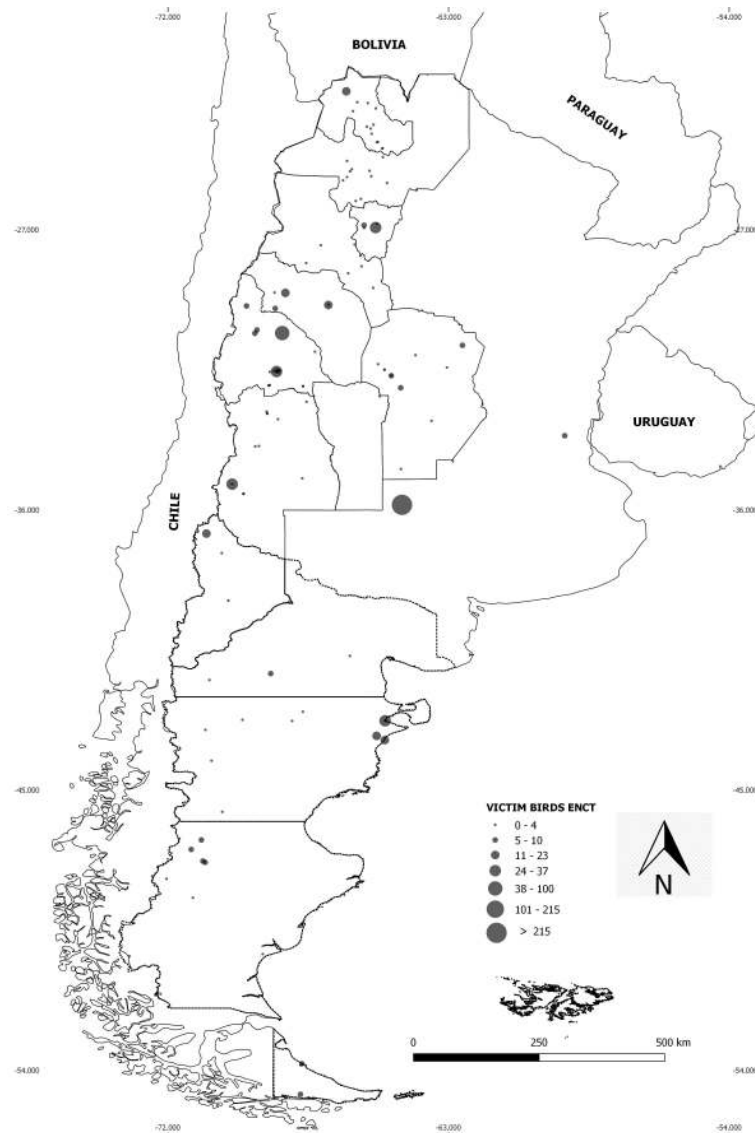 -72.000
-63.000
-54.000
BOLIVIA
PARAGUAY
-27.000
-27.000
URUGUAY
CHILE
-36.000
-36.000
-45.000
-45.000
VICTIM BIRDS ENCT
0 - 4
5 - 10
11 - 23
24 - 37
38 - 100
101 - 215
> 215
N
0
250
500 km
-54.000
-54.000
-72.000
-63.000
-54.000